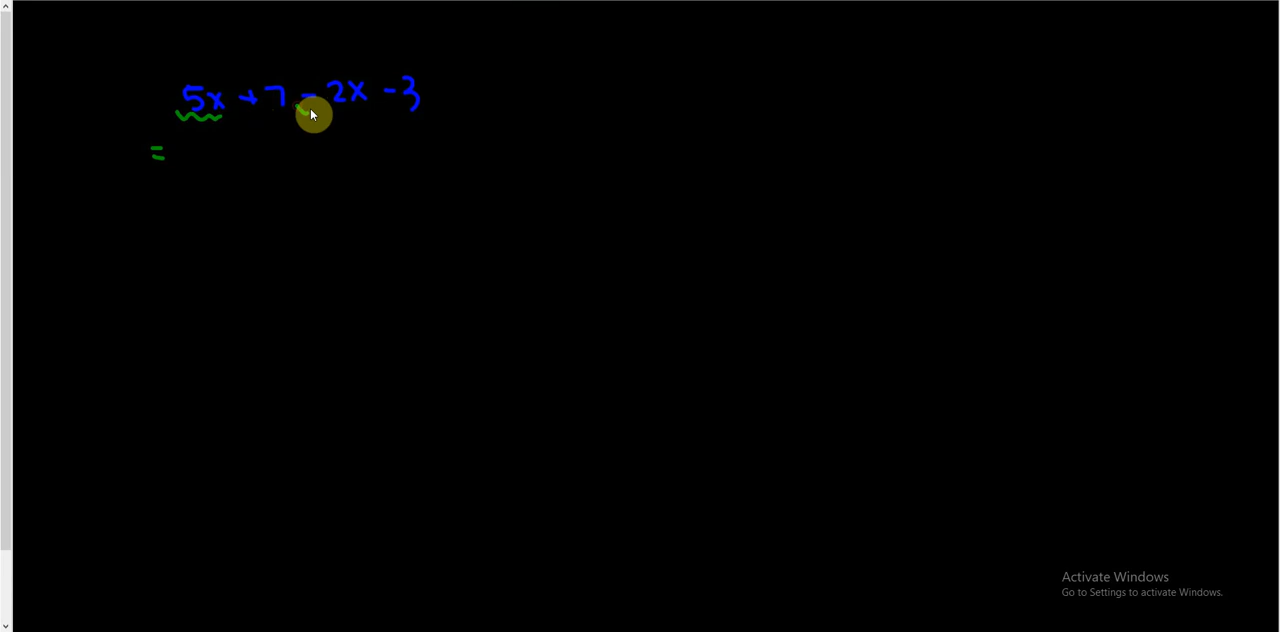 5x + 7 - 2x - 3
=
Activate Windows
Go to Settings to activate Windows.